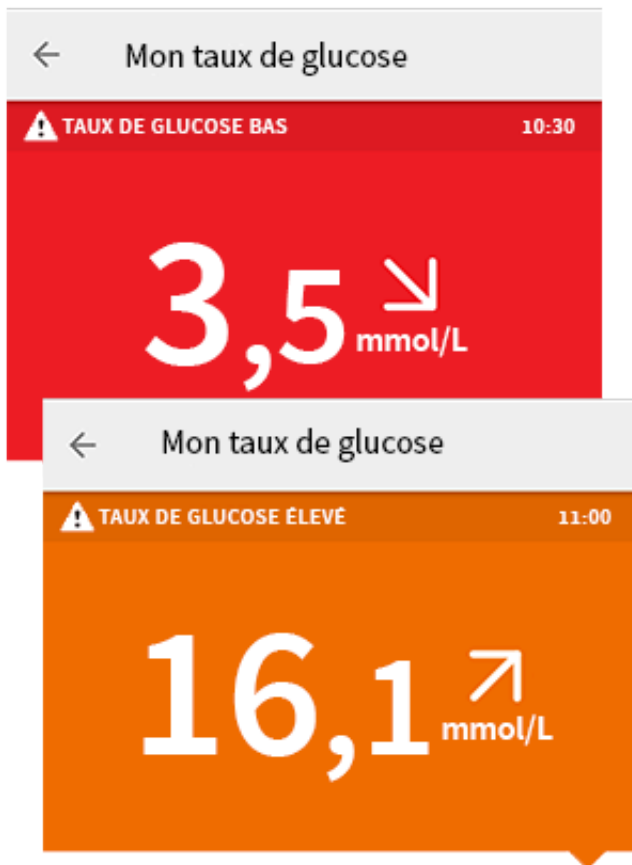 Mon taux de glucose
TAUX DE GLUCOSE BAS 10:30
3,5 mmol/L
Mon taux de glucose
TAUX DE GLUCOSE ÉLEVÉ 11:00
16,1 mmol/L